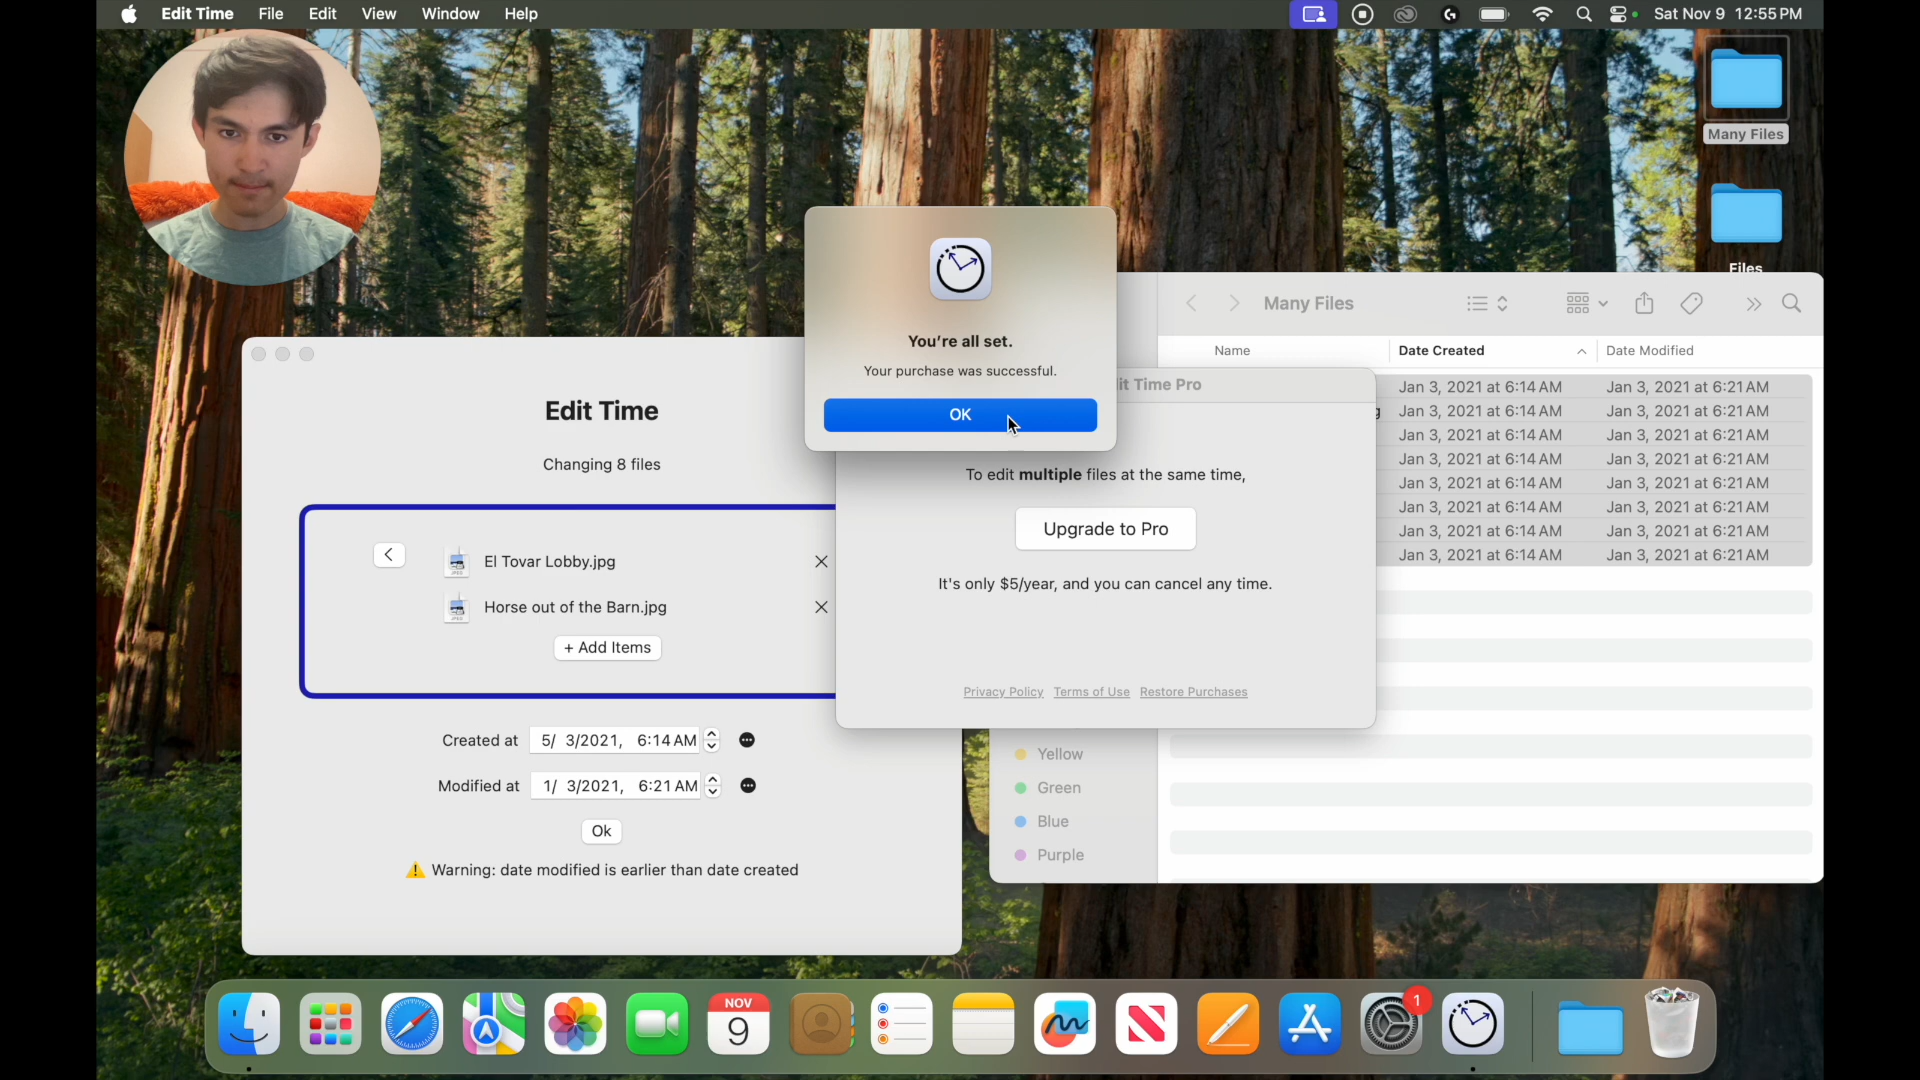 Edit Time File Edit View Window Help Sat Nov 9 12:55 PM
Many Files
Files
You're all set.
Your purchase was successful.
OK
Many Files
Name Date Created Date Modified
Jan 3, 2021 at 6:14 AM Jan 3, 2021 at 6:21 AM
Jan 3, 2021 at 6:14 AM Jan 3, 2021 at 6:21 AM
Jan 3, 2021 at 6:14 AM Jan 3, 2021 at 6:21 AM
Jan 3, 2021 at 6:14 AM Jan 3, 2021 at 6:21 AM
Jan 3, 2021 at 6:14 AM Jan 3, 2021 at 6:21 AM
Jan 3, 2021 at 6:14 AM Jan 3, 2021 at 6:21 AM
Jan 3, 2021 at 6:14 AM Jan 3, 2021 at 6:21 AM
Jan 3, 2021 at 6:14 AM Jan 3, 2021 at 6:21 AM
Yellow
Green
Blue
Purple
it Time Pro
To edit multiple files at the same time,
Upgrade to Pro
It's only $5/year, and you can cancel any time.
Privacy Policy Terms of Use Restore Purchases
Edit Time
Changing 8 files
El Tovar Lobby.jpg
Horse out of the Barn.jpg
+ Add Items
Created at 5/ 3/2021, 6:14 AM
Modified at 1/ 3/2021, 6:21 AM
Ok
Warning: date modified is earlier than date created
NOV
9
1